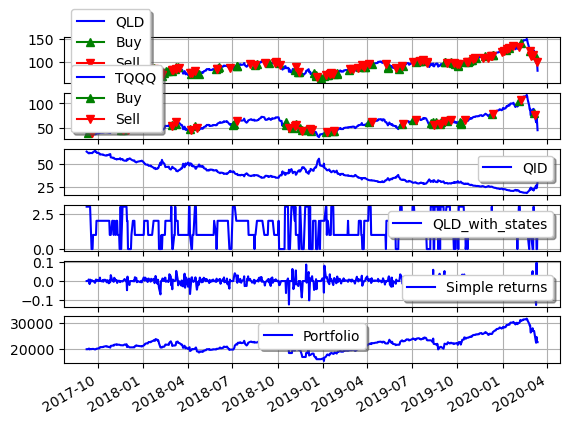 QLD
Buy
Sell
150
100
TQQQ
Buy
Sell
100
50
QID
50
25
QLD_with_states
2.5
0.0
Simple returns
0.1
0.0
−0.1
Portfolio
30000
20000
2017-10
2018-01
2018-04
2018-07
2018-10
2019-01
2019-04
2019-07
2019-10
2020-01
2020-04